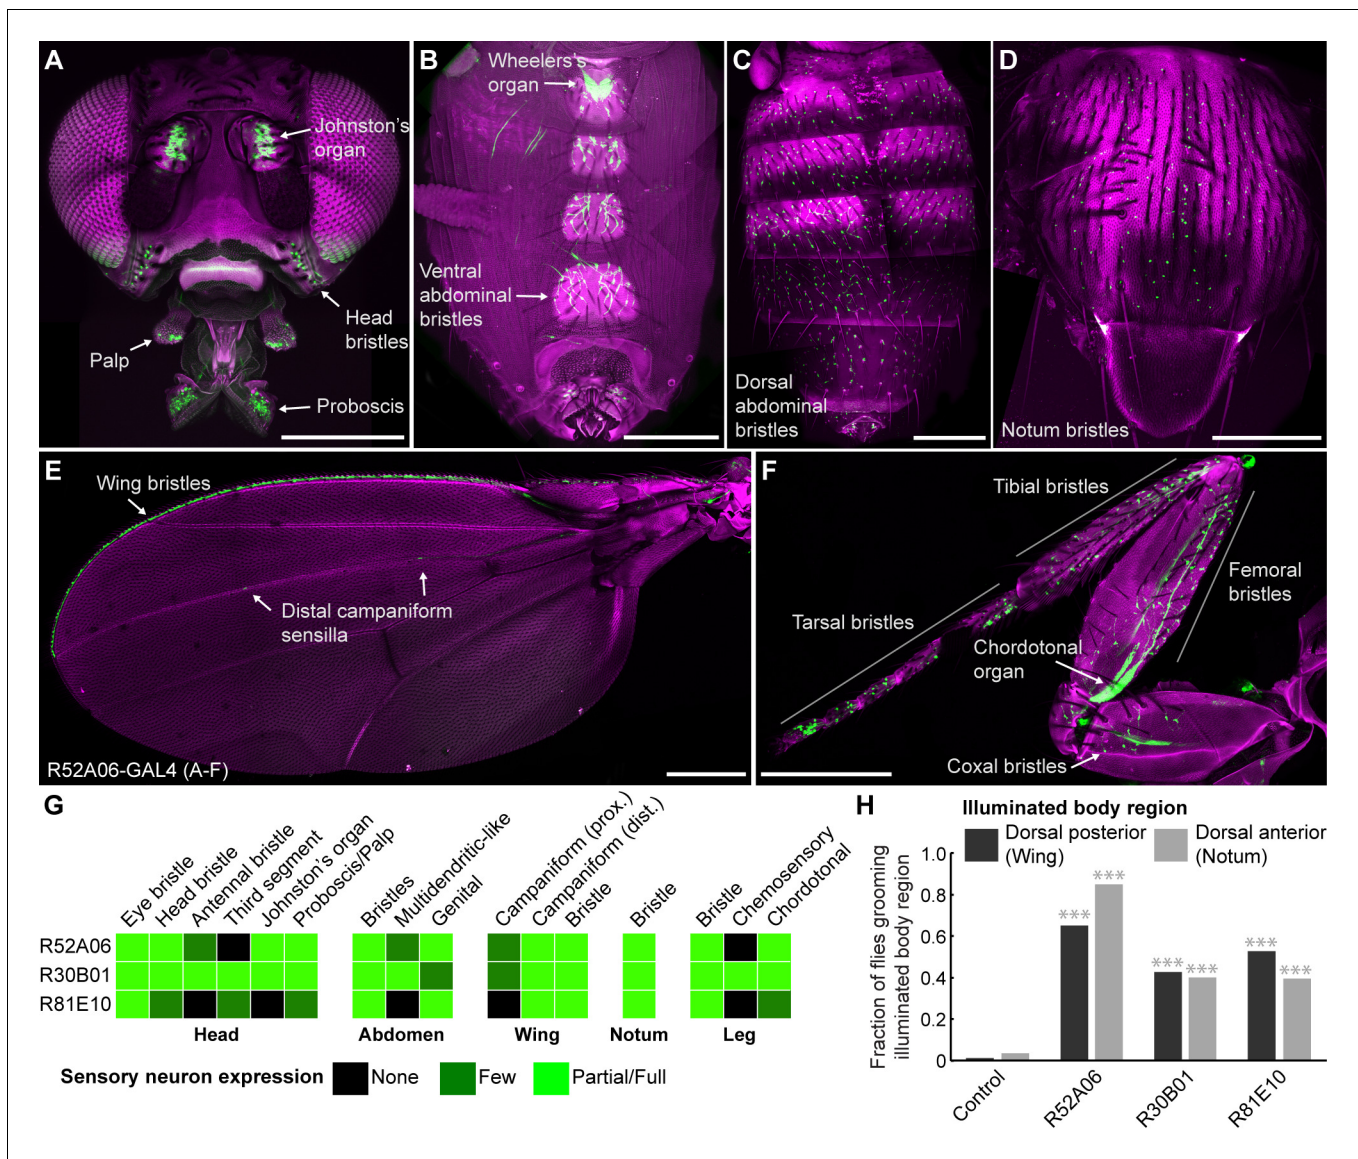 A
Johnston's
organ
Head
bristles
Palp
Proboscis
B
Wheelers's
organ
Ventral
abdominal
bristles
C
Dorsal
abdominal
bristles
D
Notum bristles
E
Wing bristles
Distal campaniform
sensilla
R52A06-GAL4 (A-F)
F
Tibial bristles
Femoral
bristles
Tarsal bristles
Chordotonal
organ
Coxal bristles
G
Eye bristle
Head bristle
Antennal bristle
Third segment
Johnston's organ
Proboscis/Palp
Bristles
Multidendritic-like
Genital
Campaniform (prox.)
Campaniform (dist.)
Bristle
Bristle
Bristle
Chemosensory
Chordotonal
R52A06
R30B01
R81E10
Head
Abdomen
Wing
Notum
Leg
Sensory neuron expression
None
Few
Partial/Full
H
Illuminated body region
Dorsal posterior
(Wing)
Dorsal anterior
(Notum)
Fraction of flies grooming
illuminated body region
1.0
0.8
0.6
0.4
0.2
0
***
***
***
***
***
***
Control
R52A06
R30B01
R81E10